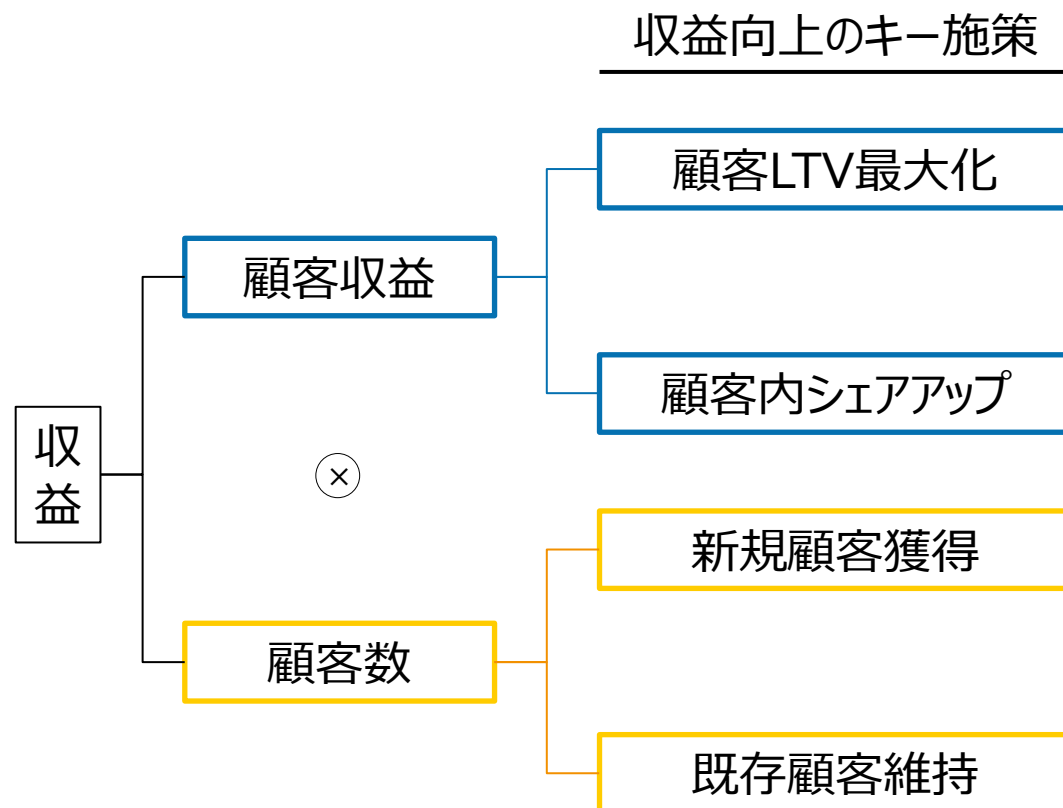 収益向上のキー施策
顧客LTV最大化
顧客収益
顧客内シェアアップ
収
益
×
新規顧客獲得
顧客数
既存顧客維持